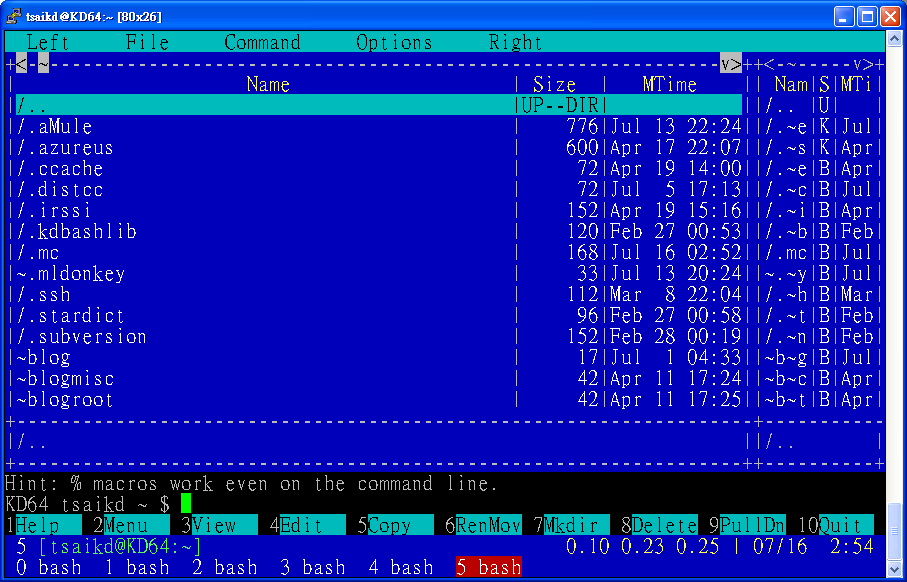 tsaikd@KD64:~ [80x26]
Left File Command Options Right
+< ~ v>++<-~-----v>+
| Name | Size | MTime || Nam|S|MTi|
|/.. |UP--DIR| ||/.. |U| |
|/.aMule | 776|Jul 13 22:24||/.~e|K|Jul|
|/.azureus | 600|Apr 17 22:07||/.~s|K|Apr|
|/.ccache | 72|Apr 19 14:00||/.~e|B|Apr|
|/.distcc | 72|Jul  5 17:13||/.~c|B|Jul|
|/.irssi | 152|Apr 19 15:16||/.~i|B|Apr|
|/.kdbashlib | 120|Feb 27 00:53||/.~b|B|Feb|
|/.mc | 168|Jul 16 02:52||/.mc|B|Jul|
|~.mldonkey | 33|Jul 13 20:24||~.~y|B|Jul|
|/.ssh | 112|Mar  8 22:04||/.~h|B|Mar|
|/.stardict | 96|Feb 27 00:58||/.~t|B|Feb|
|/.subversion | 152|Feb 28 00:19||/.~n|B|Feb|
|~blog | 17|Jul  1 04:33||~b~g|B|Jul|
|~blogmisc | 42|Apr 11 17:24||~b~c|B|Apr|
|~blogroot | 42|Apr 11 17:25||~b~t|B|Apr|
|/.. ||/.. |
Hint: % macros work even on the command line.
KD64 tsaikd ~ $
1Help 2Menu 3View 4Edit 5Copy 6RenMov 7Mkdir 8Delete 9PullDn 10Quit
5 [tsaikd@KD64:~] 0.10 0.23 0.25 | 07/16  2:54
0 bash 1 bash 2 bash 3 bash 4 bash 5 bash